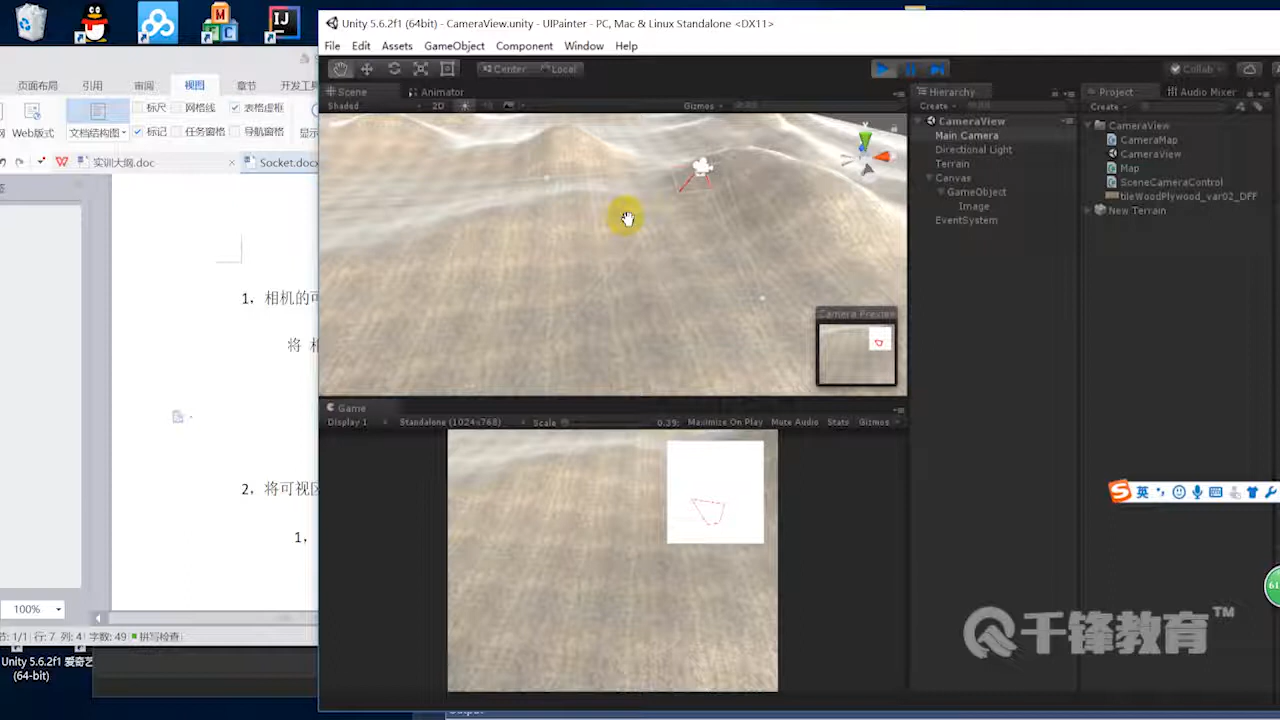 Unity 5.6.2f1 (64bit) - CameraView.unity - UIPainter - PC, Mac & Linux Standalone <DX11>
File Edit Assets GameObject Component Window Help
页面布局 引用 审阅 视图 章节 开发工
Center Local
Collab
Scene Animator
Hierarchy
Project Audio Mixer
Shaded 2D Gizmos
Create
Create
Web版式 文档结构图 标尺 网格线 表格虚框
标记 任务窗格 导航窗格 显示
实训大纲.doc
Socket.docx
CameraView
Main Camera
Directional Light
Terrain
Canvas
GameObject
Image
EventSystem
CameraView
CameraMap
CameraView
Map
SceneCameraControl
tileWoodPlywood_var02_DFF
New Terrain
1，相机的可
将
2，将可视区
1，
Camera Preview
Game
Display 1 Standalone (1024x768) Scale 0.39: Maximize On Play Mute Audio Stats Gizmos
英
61
100%
1/1 行: 7 列: 4 字数: 49 拼写检查
Unity 5.6.2f1
(64-bit)
爱奇艺
千锋教育™